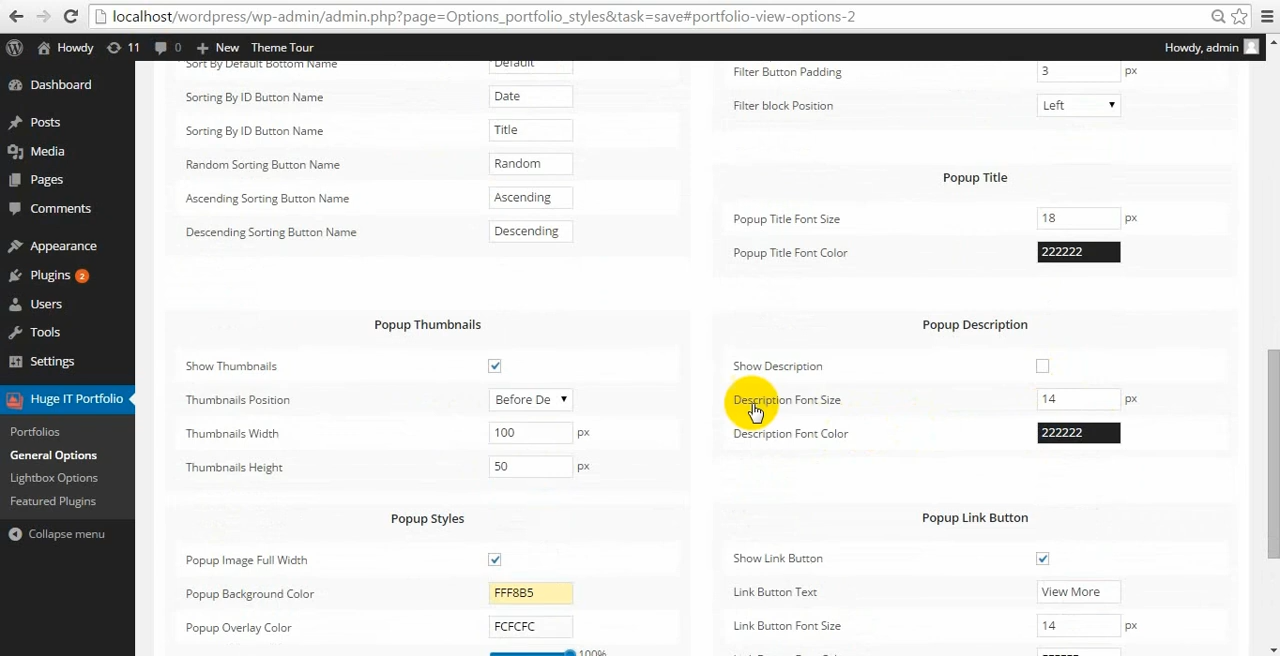 localhost/wordpress/wp-admin/admin.php?page=Options_portfolio_styles&task=save#portfolio-view-options-2
Howdy
11
0
New
Theme Tour
Howdy, admin
Dashboard
Posts
Media
Pages
Comments
Appearance
Plugins 2
Users
Tools
Settings
Huge IT Portfolio
Portfolios
General Options
Lightbox Options
Featured Plugins
Collapse menu
Sort By Default Bottom Name Default
Sorting By ID Button Name Date
Sorting By ID Button Name Title
Random Sorting Button Name Random
Ascending Sorting Button Name Ascending
Descending Sorting Button Name Descending
Popup Thumbnails
Show Thumbnails
Thumbnails Position Before De
Thumbnails Width 100 px
Thumbnails Height 50 px
Popup Styles
Popup Image Full Width
Popup Background Color FFF8B5
Popup Overlay Color FCFCFC
100%
Filter Button Padding 3 px
Filter block Position Left
Popup Title
Popup Title Font Size 18 px
Popup Title Font Color 222222
Popup Description
Show Description
Description Font Size 14 px
Description Font Color 222222
Popup Link Button
Show Link Button
Link Button Text View More
Link Button Font Size 14 px